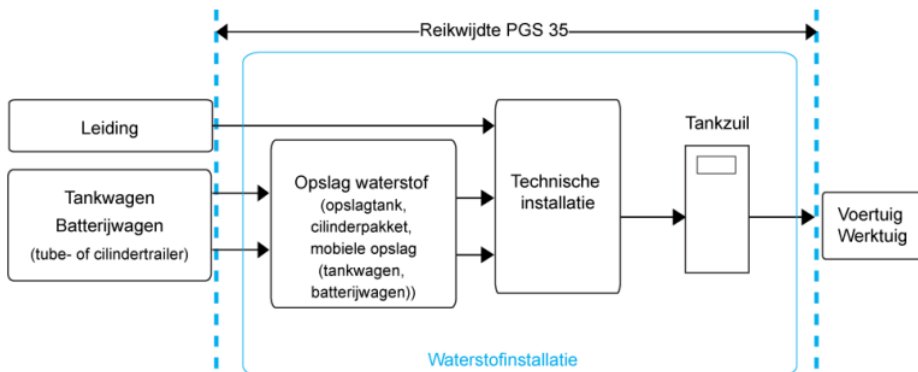 Reikwijdte PGS 35
Leiding
Tankwagen
Batterijwagen
(tube- of cilindertrailer)
Opslag waterstof
(opslagtank,
cilinderpakket,
mobiele opslag
(tankwagen,
batterijwagen))
Technische
installatie
Tankzuil
Voertuig
Werktuig
Waterstofinstallatie